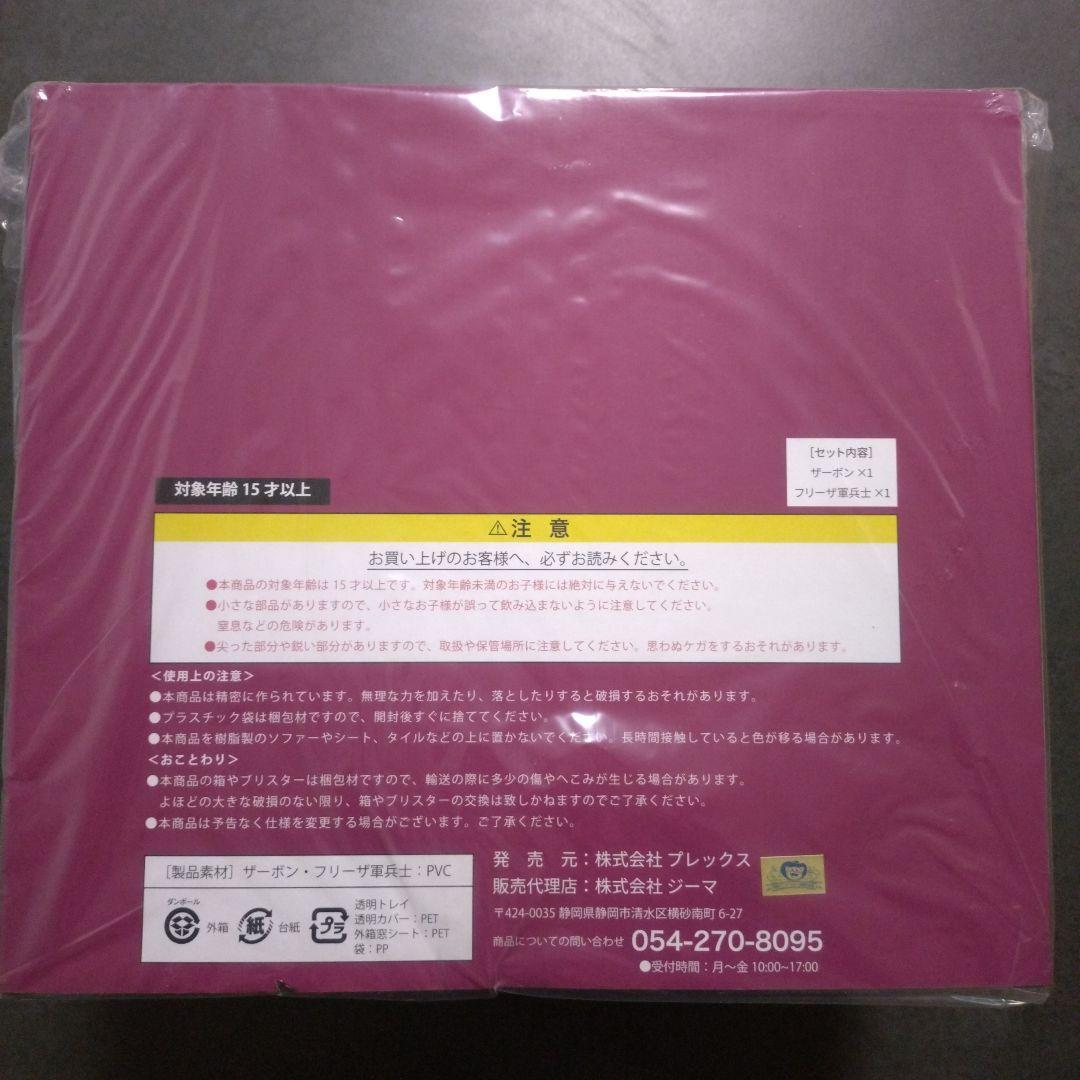 [セット内容]
ザーボン ×1
フリーザ軍兵士 ×1
対象年齢 15 才以上
⚠注 意
お買い上げのお客様へ、必ずお読みください。
●本商品の対象年齢は 15 才以上です。対象年齢未満のお子様には絶対に与えないでください。
●小さな部品がありますので、小さなお子様が誤って飲み込まないように注意してください。
窒息などの危険があります。
●尖った部分や鋭い部分がありますので、取扱や保管場所に注意してください。思わぬケガをするおそれがあります。
＜使用上の注意＞
●本商品は精密に作られています。無理な力を加えたり、落としたりすると破損するおそれがあります。
●プラスチック袋は梱包材ですので、開封後すぐに捨ててください。
●本商品を樹脂製のソファーやシート、タイルなどの上に置かないでください。長時間接触していると色が移る場合があります。
＜おことわり＞
●本商品の箱やブリスターは梱包材ですので、輸送の際に多少の傷やへこみが生じる場合があります。
よほどの大きな破損のない限り、箱やブリスターの交換は致しかねますのでご了承ください。
●本商品は予告なく仕様を変更する場合がございます。ご了承ください。
[製品素材] ザーボン・フリーザ軍兵士：PVC
ダンボール
外箱
紙
台紙
プラ
透明トレイ
透明カバー：PET
外箱窓シート：PET
袋：PP
発 売 元：株式会社 プレックス
販売代理店：株式会社 ジーマ
〒424-0035 静岡県静岡市清水区横砂南町 6-27
商品についての問い合わせ 054-270-8095
●受付時間：月〜金 10:00~17:00